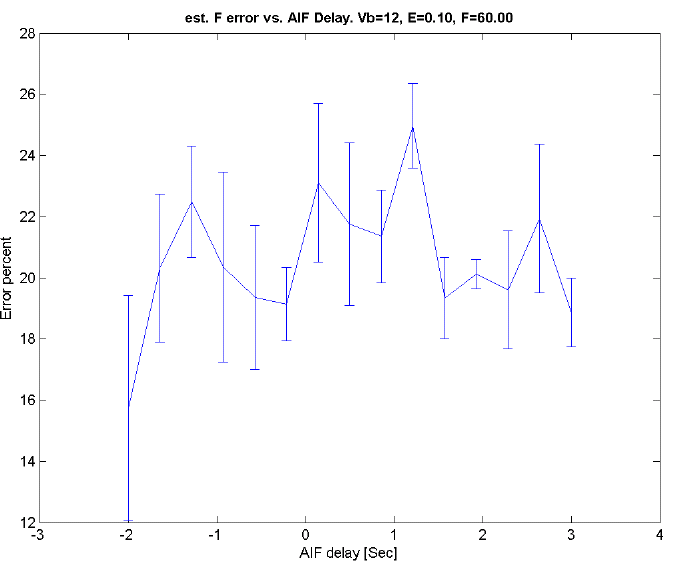 est. F error vs. AIF Delay. Vb=12, E=0.10, F=60.00
28
26
24
22
20
18
16
14
12
Error percent
-3 -2 -1 0 1 2 3 4
AIF delay [Sec]